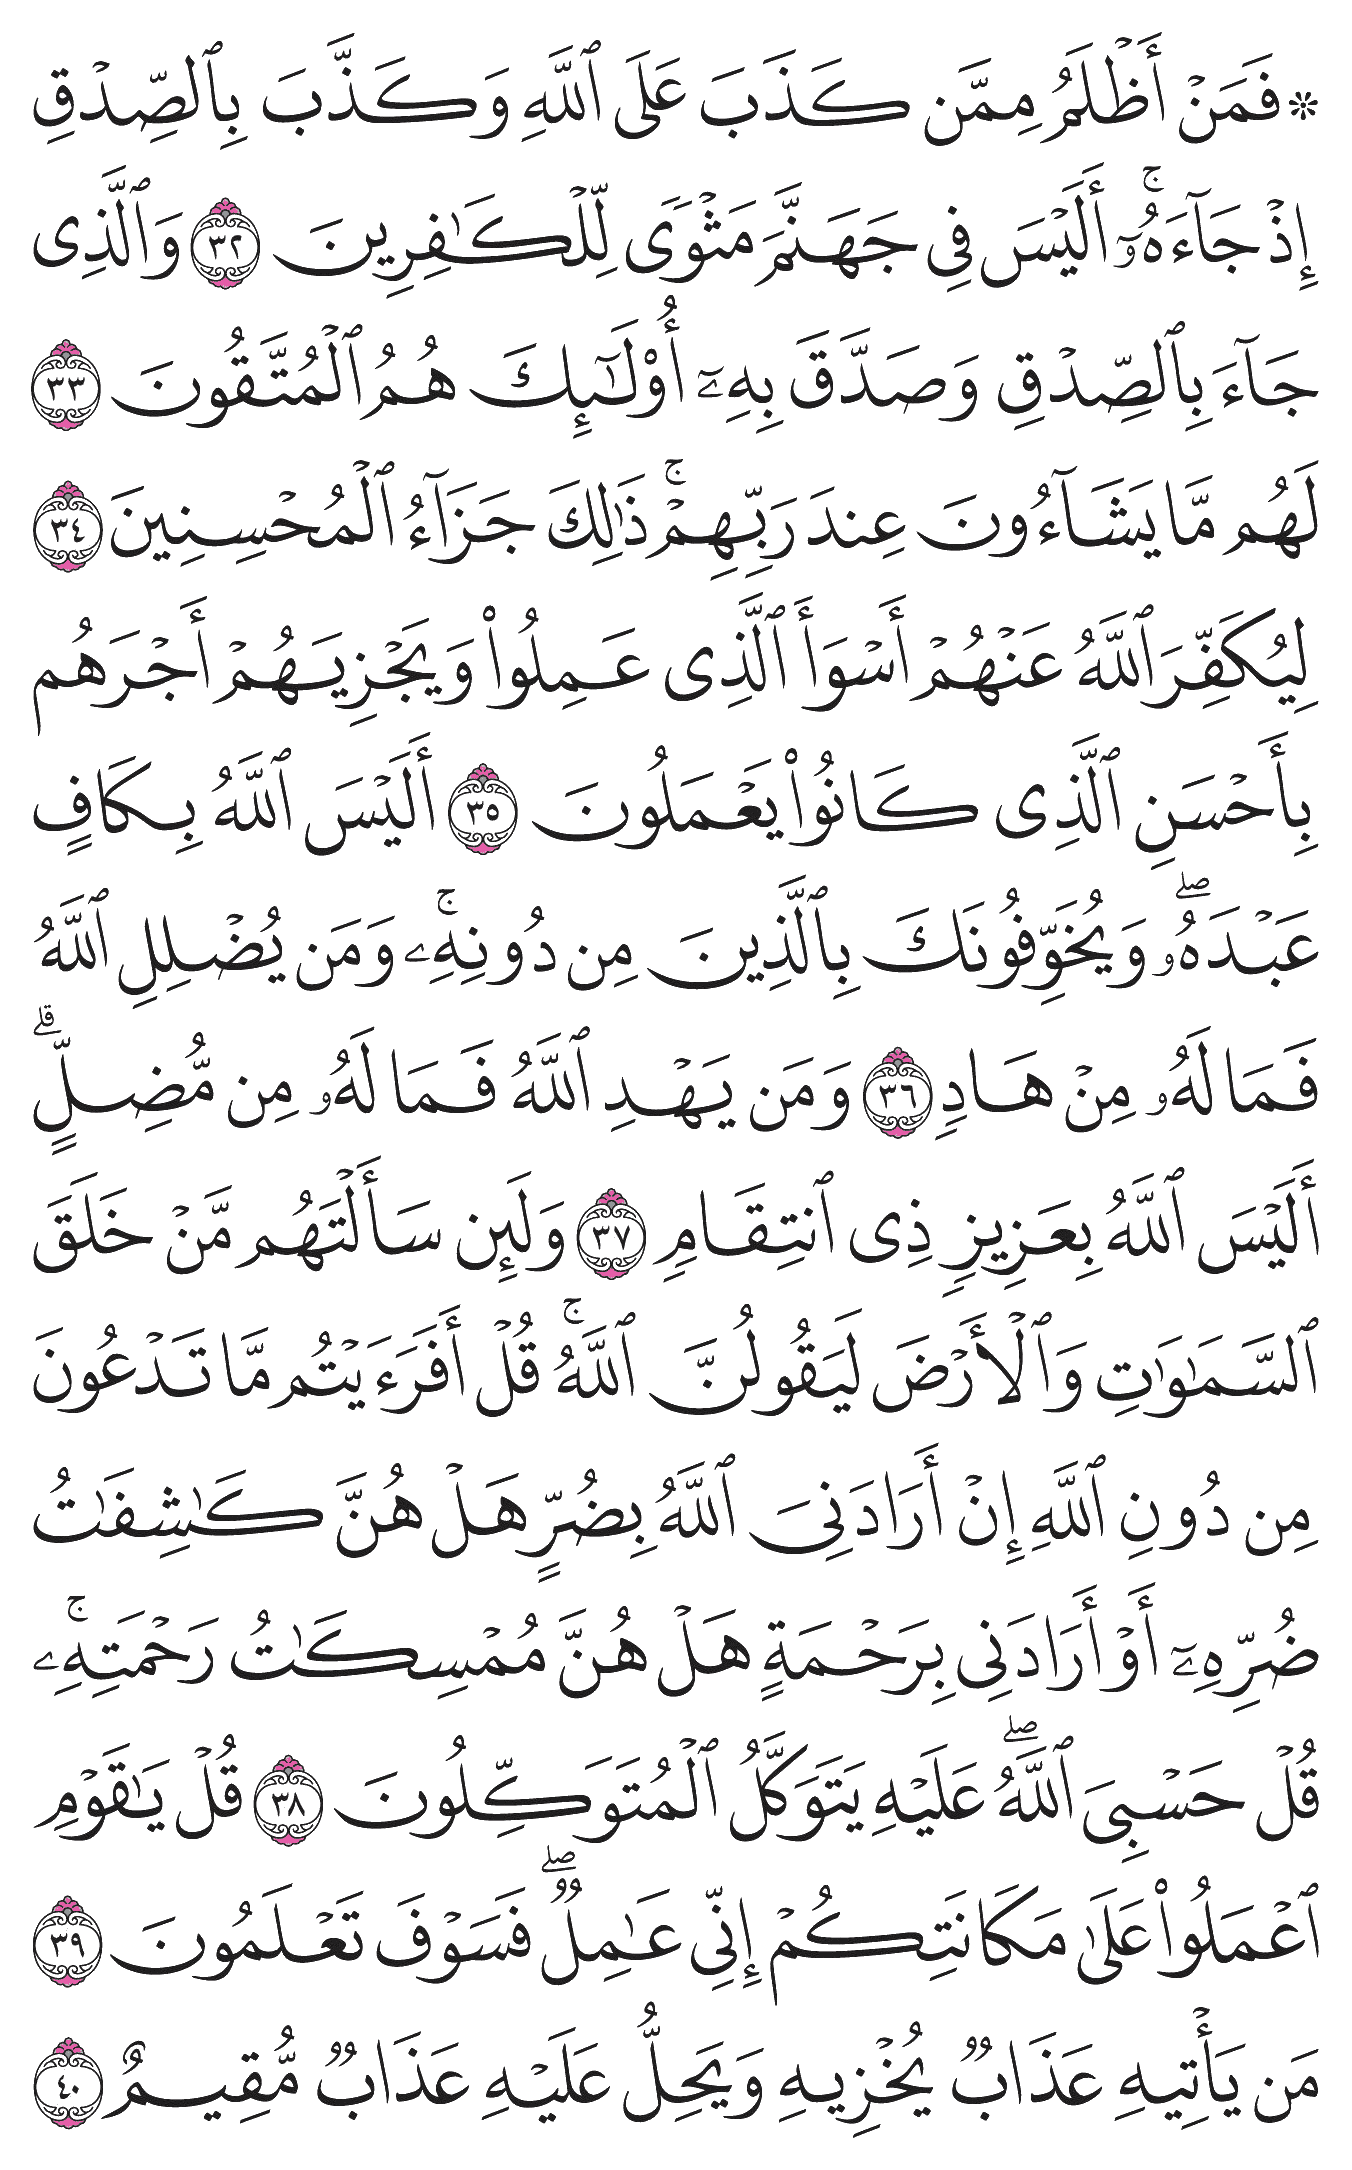 ۞ فَمَنۡ أَظۡلَمُ مِمَّن كَذَبَ عَلَى ٱللَّهِ وَكَذَّبَ بِٱلصِّدۡقِ
إِذۡ جَآءَهُۥٓۚ أَلَيۡسَ فِي جَهَنَّمَ مَثۡوٗى لِّلۡكَٰفِرِينَ ٣٢ وَٱلَّذِي
جَآءَ بِٱلصِّدۡقِ وَصَدَّقَ بِهِۦٓ أُوْلَٰٓئِكَ هُمُ ٱلۡمُتَّقُونَ ٣٣
لَهُم مَّا يَشَآءُونَ عِندَ رَبِّهِمۡۚ ذَٰلِكَ جَزَآءُ ٱلۡمُحۡسِنِينَ ٣٤
لِيُكَفِّرَ ٱللَّهُ عَنۡهُمۡ أَسۡوَأَ ٱلَّذِي عَمِلُواْ وَيَجۡزِيَهُمۡ أَجۡرَهُم
بِأَحۡسَنِ ٱلَّذِي كَانُواْ يَعۡمَلُونَ ٣٥ أَلَيۡسَ ٱللَّهُ بِكَافٍ
عَبۡدَهُۥۖ وَيُخَوِّفُونَكَ بِٱلَّذِينَ مِن دُونِهِۦۚ وَمَن يُضۡلِلِ ٱللَّهُ
فَمَا لَهُۥ مِنۡ هَادٖ ٣٦ وَمَن يَهۡدِ ٱللَّهُ فَمَا لَهُۥ مِن مُّضِلٍّۗ
أَلَيۡسَ ٱللَّهُ بِعَزِيزٖ ذِي ٱنتِقَامٖ ٣٧ وَلَئِن سَأَلۡتَهُم مَّنۡ خَلَقَ
ٱلسَّمَٰوَٰتِ وَٱلۡأَرۡضَ لَيَقُولُنَّ ٱللَّهُۚ قُلۡ أَفَرَءَيۡتُم مَّا تَدۡعُونَ
مِن دُونِ ٱللَّهِ إِنۡ أَرَادَنِيَ ٱللَّهُ بِضُرٍّ هَلۡ هُنَّ كَٰشِفَٰتُ
ضُرِّهِۦٓ أَوۡ أَرَادَنِي بِرَحۡمَةٍ هَلۡ هُنَّ مُمۡسِكَٰتُ رَحۡمَتِهِۦۚ
قُلۡ حَسۡبِيَ ٱللَّهُۖ عَلَيۡهِ يَتَوَكَّلُ ٱلۡمُتَوَكِّلُونَ ٣٨ قُلۡ يَٰقَوۡمِ
ٱعۡمَلُواْ عَلَىٰ مَكَانَتِكُمۡ إِنِّي عَٰمِلٞۖ فَسَوۡفَ تَعۡلَمُونَ ٣٩
مَن يَأۡتِيهِ عَذَابٞ يُخۡزِيهِ وَيَحِلُّ عَلَيۡهِ عَذَابٞ مُّقِيمٌ ٤٠